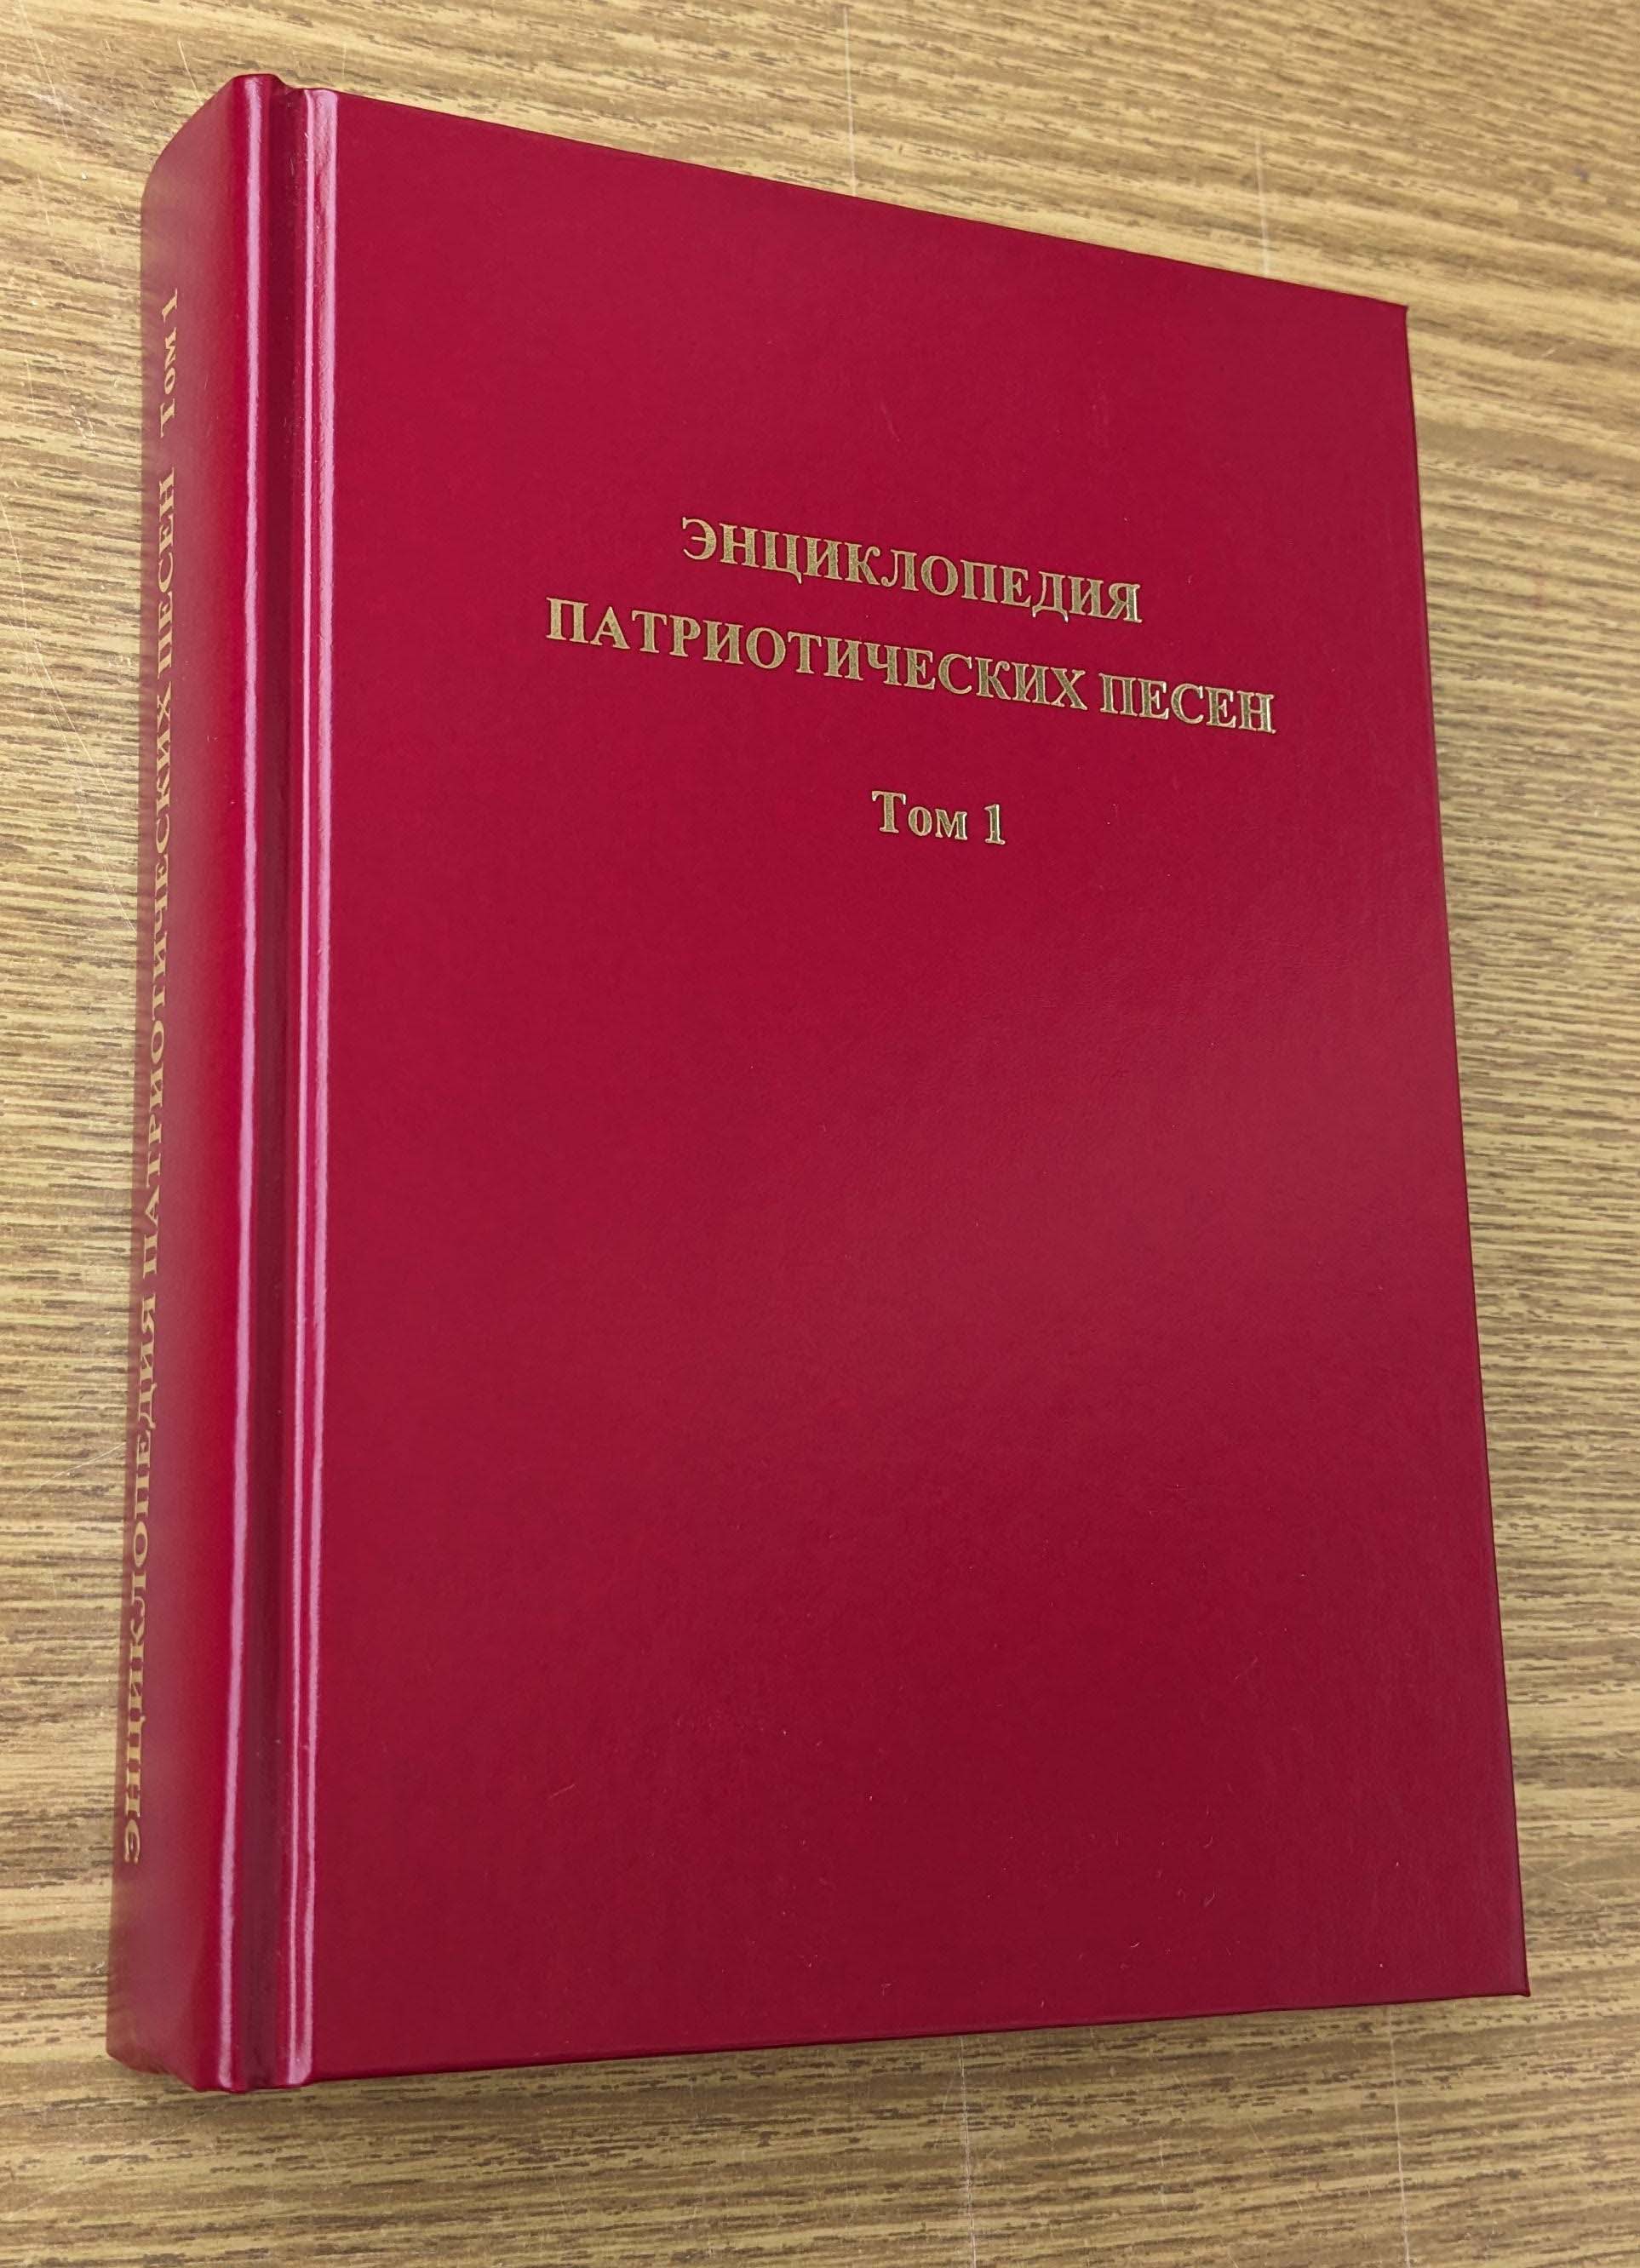 ЭНЦИКЛОПЕДИЯ
ПАТРИОТИЧЕСКИХ ПЕСЕН
Том 1
ЭНЦИКЛОПЕДИЯ ПАТРИОТИЧЕСКИХ ПЕСЕН Том 1